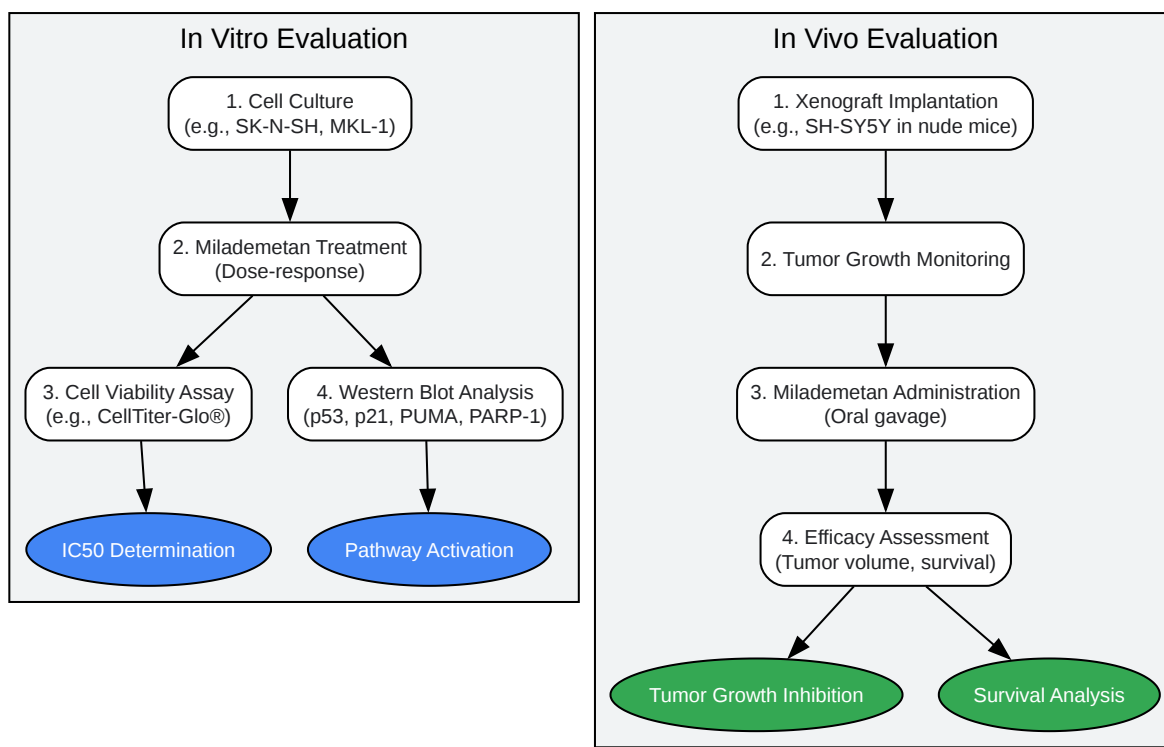 In Vitro Evaluation
1. Cell Culture
(e.g., SK-N-SH, MKL-1)
2. Milademetan Treatment
(Dose-response)
3. Cell Viability Assay
(e.g., CellTiter-Glo®)
4. Western Blot Analysis
(p53, p21, PUMA, PARP-1)
IC50 Determination
Pathway Activation
In Vivo Evaluation
1. Xenograft Implantation
(e.g., SH-SY5Y in nude mice)
2. Tumor Growth Monitoring
3. Milademetan Administration
(Oral gavage)
4. Efficacy Assessment
(Tumor volume, survival)
Tumor Growth Inhibition
Survival Analysis